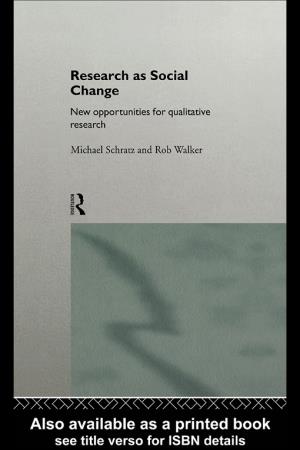 Research as Social
Change
New opportunities for qualitative
research
Michael Schratz and Rob Walker
ROUTLEDGE
Also available as a printed book
see title verso for ISBN details